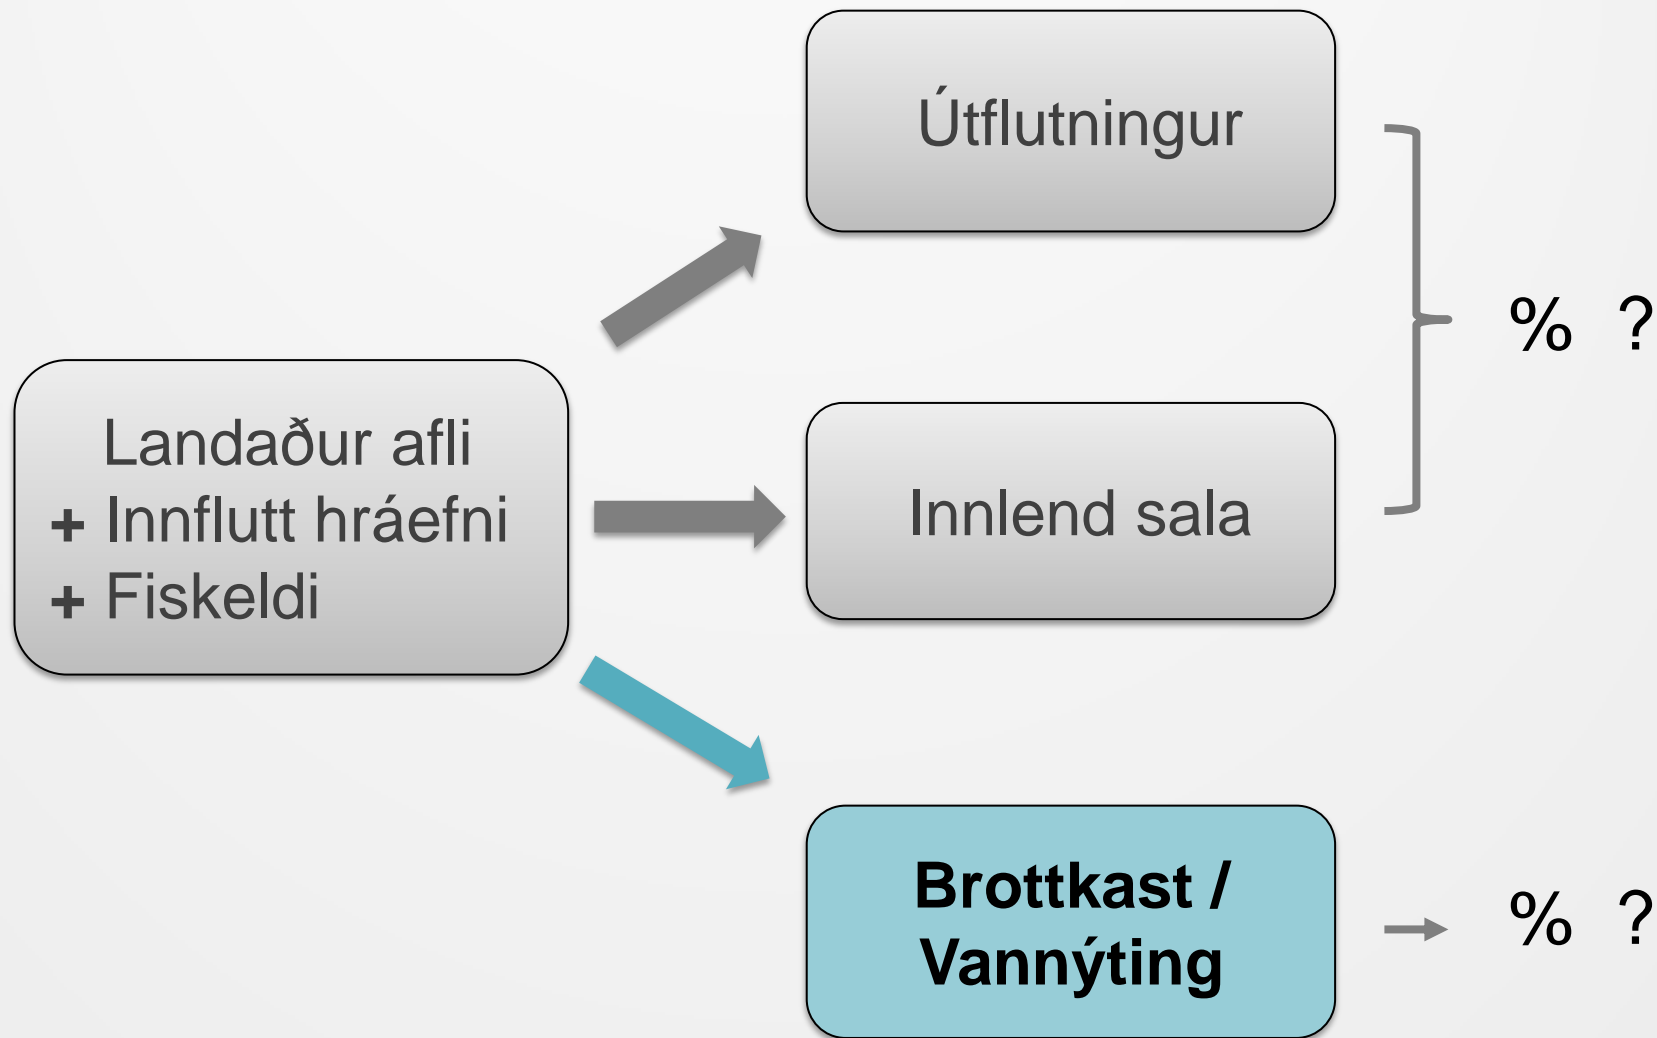 Útflutningur
% ?
Landaður afli
+ Innflutt hráefni
+ Fiskeldi
Innlend sala
Brottkast /
Vannýting
% ?